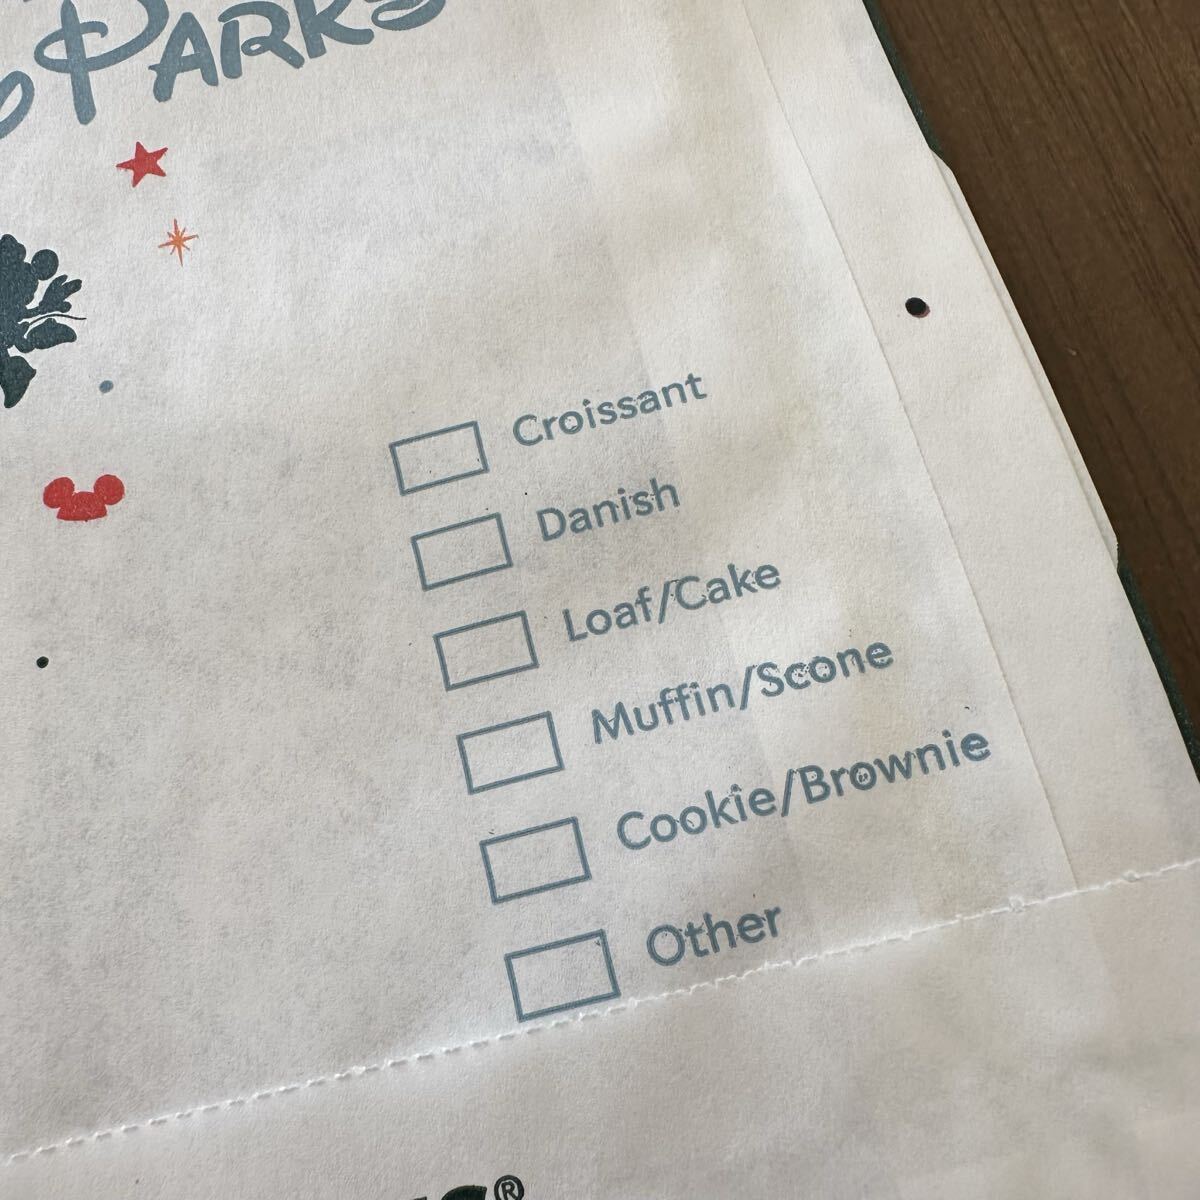 PARKS
Croissant
Danish
Loaf/Cake
Muffin/Scone
Cookie/Brownie
Other
®